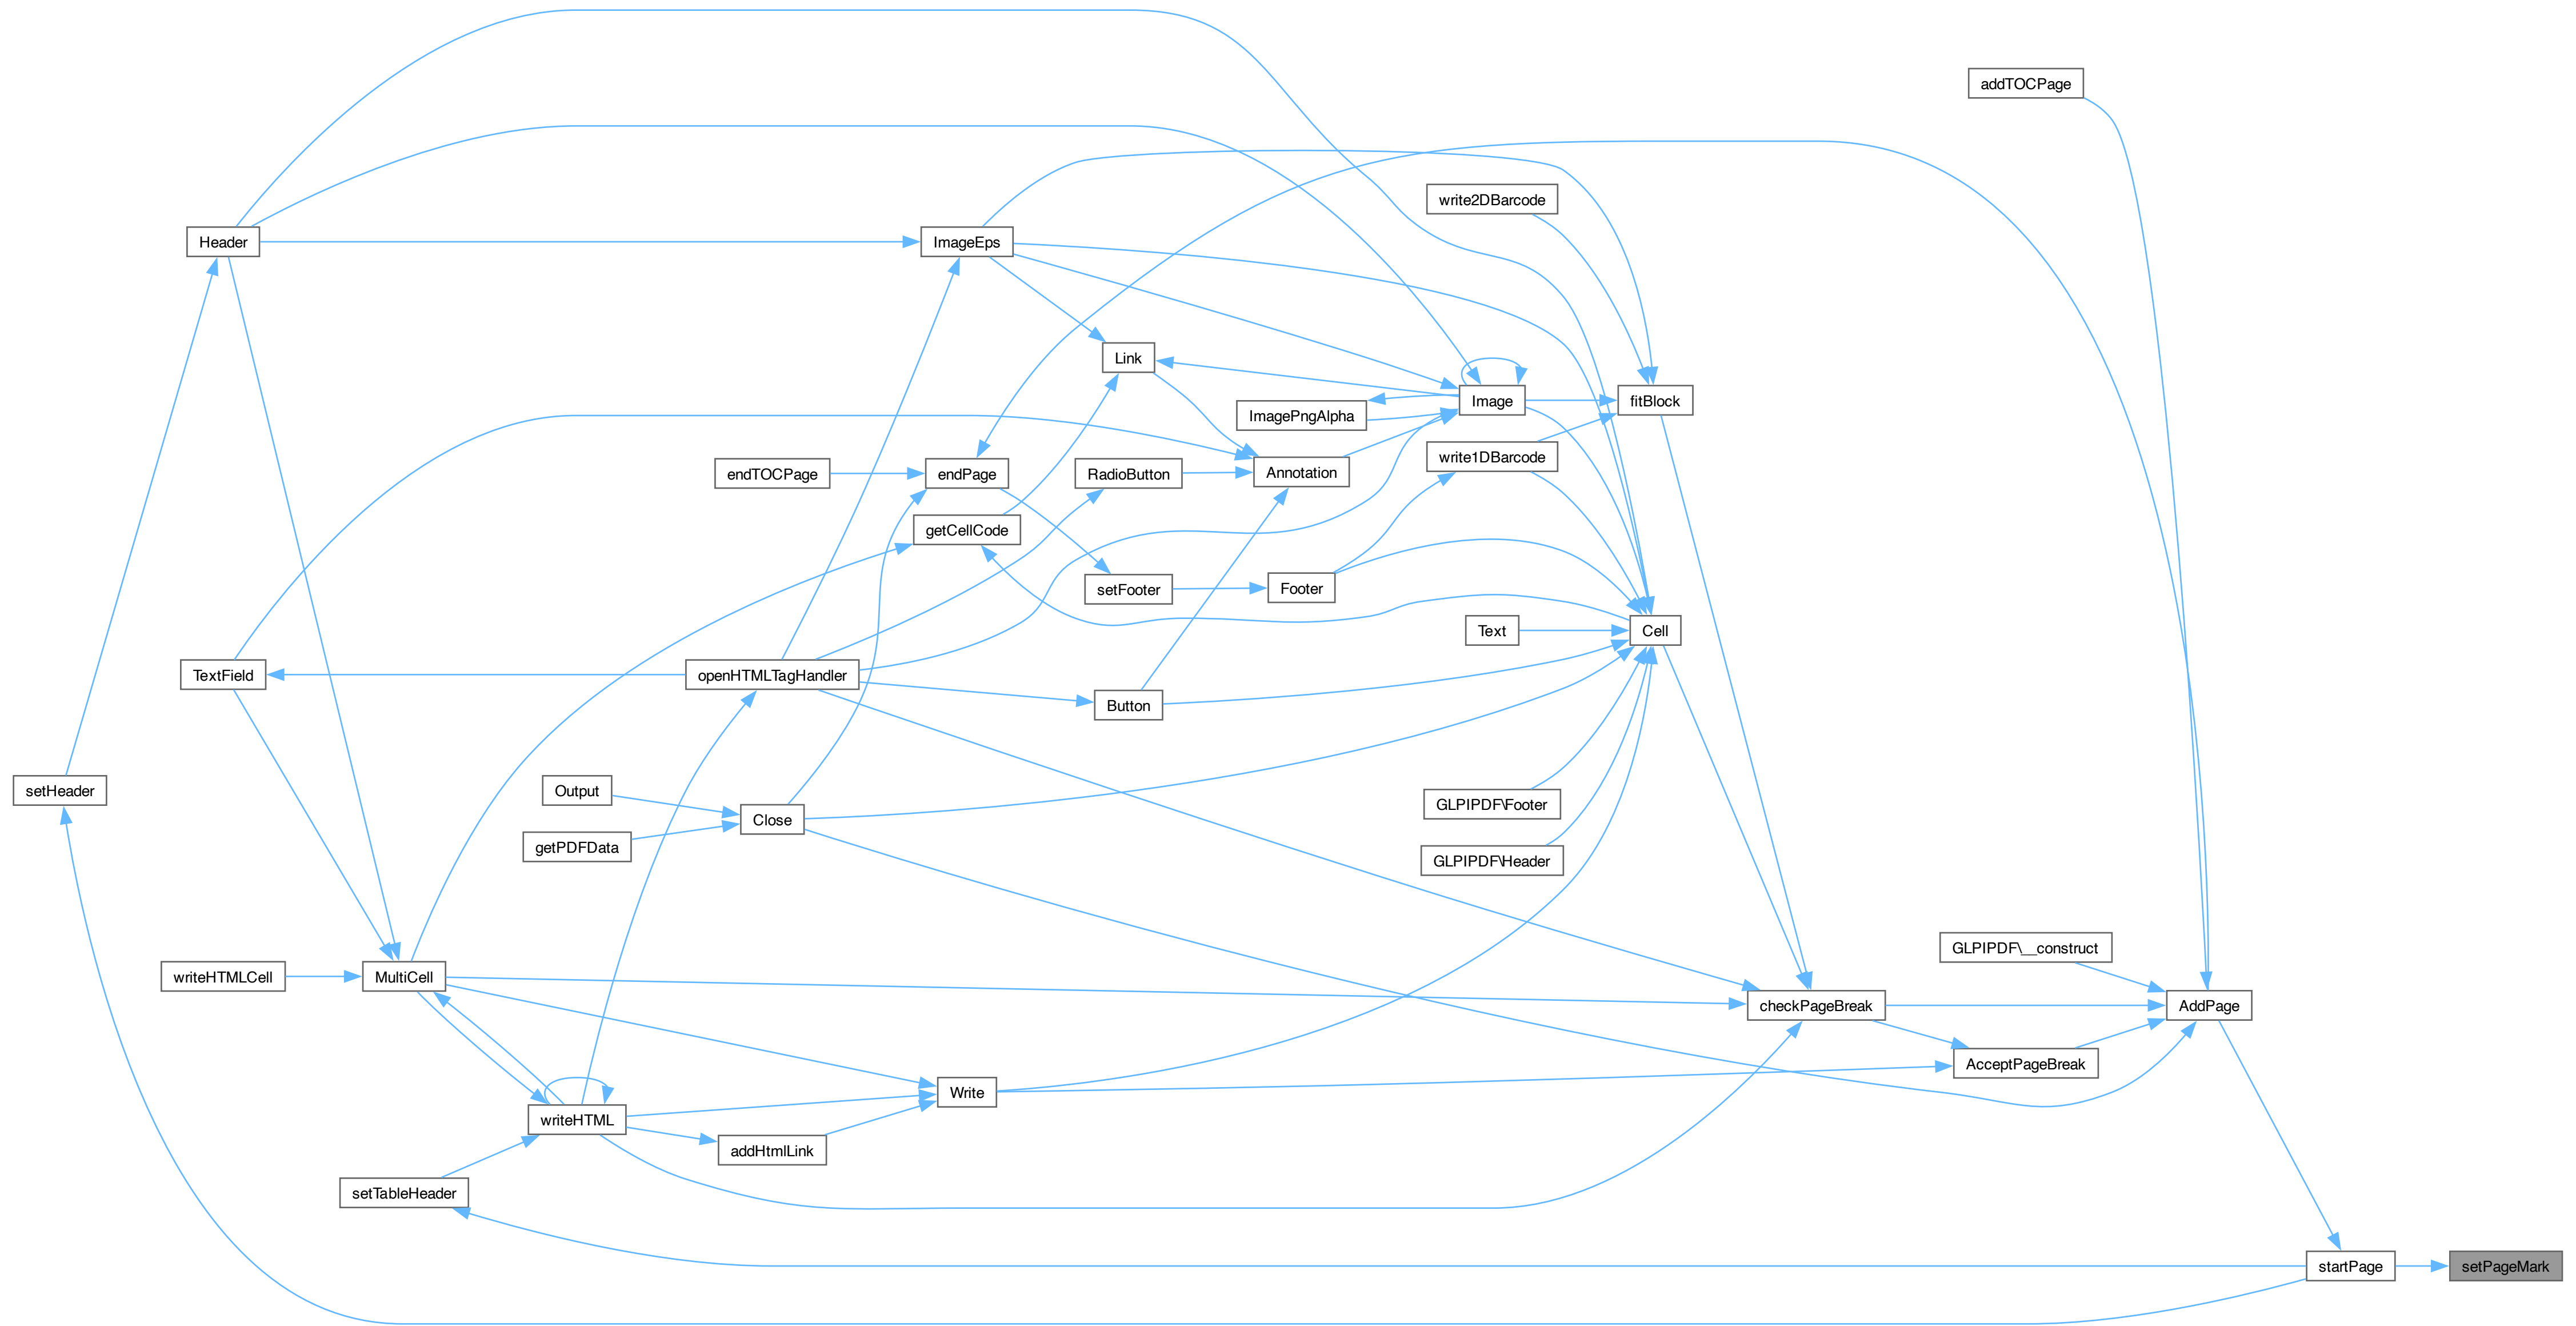 addTOCPage
write2DBarcode
Header
ImageEps
Link
Image
fitBlock
ImagePngAlpha
write1DBarcode
endTOCPage
endPage
RadioButton
Annotation
getCellCode
setFooter
Footer
Text
Cell
TextField
openHTMLTagHandler
Button
setHeader
Output
GLPIPDF\Footer
Close
getPDFData
GLPIPDF\Header
GLPIPDF\__construct
writeHTMLCell
MultiCell
checkPageBreak
AddPage
AcceptPageBreak
Write
writeHTML
addHtmlLink
setTableHeader
startPage
setPageMark